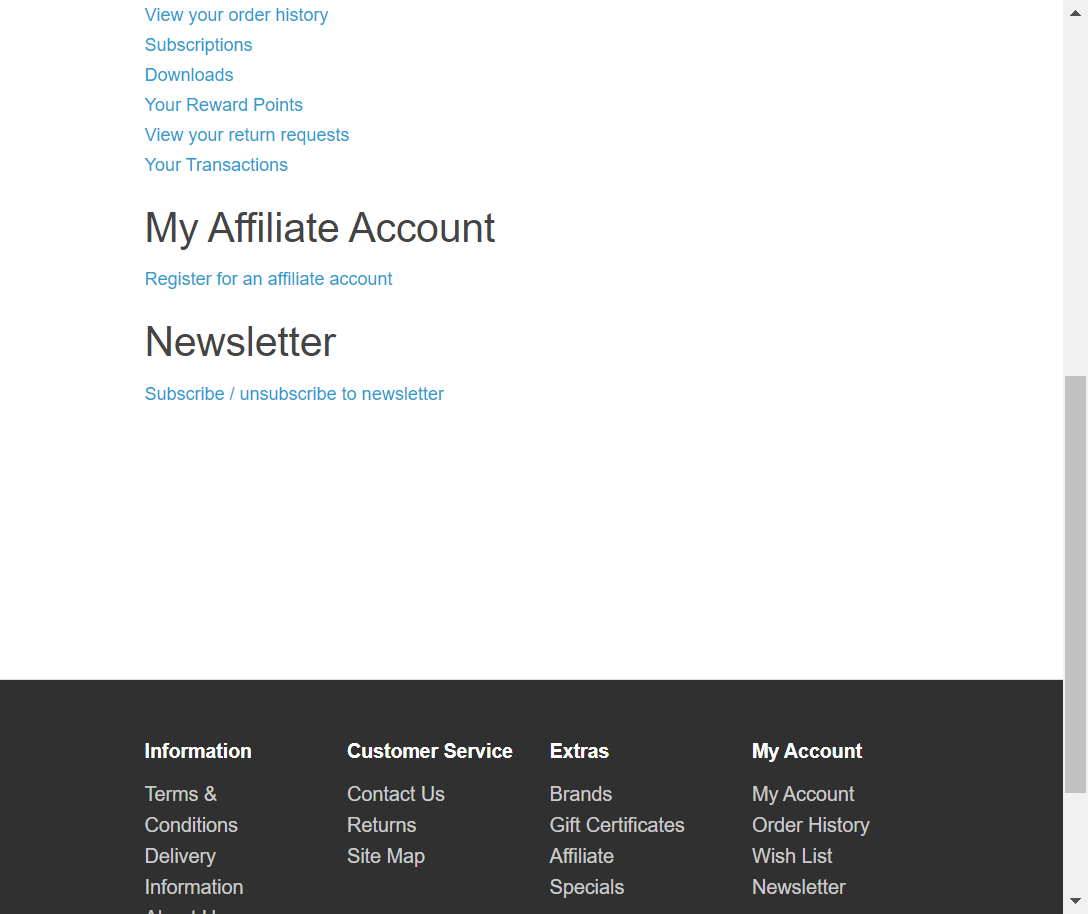 View your order history
Subscriptions
Downloads
Your Reward Points
View your return requests
Your Transactions
My Affiliate Account
Register for an affiliate account
Newsletter
Subscribe / unsubscribe to newsletter
Information
Terms &
Conditions
Delivery
Information
Customer Service
Contact Us
Returns
Site Map
Extras
Brands
Gift Certificates
Affiliate
Specials
My Account
My Account
Order History
Wish List
Newsletter